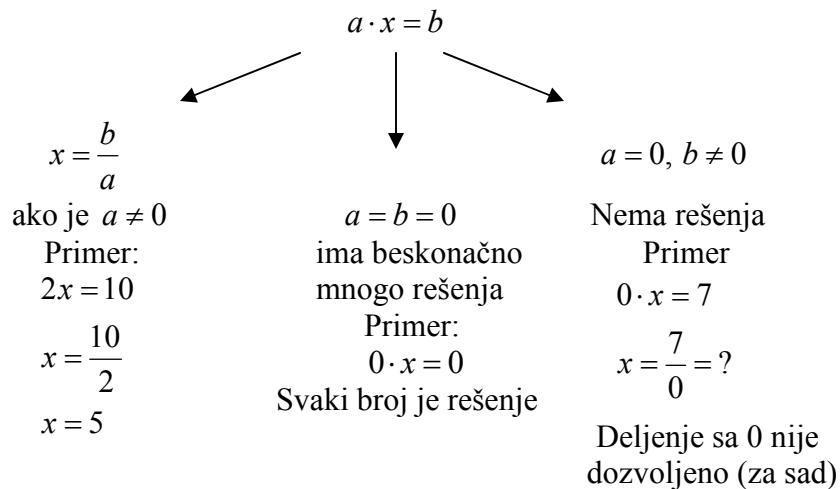 a · x = b
x = b/a
ako je a ≠ 0
Primer:
2x = 10
x = 10/2
x = 5
a = b = 0
ima beskonačno
mnogo rešenja
Primer:
0 · x = 0
Svaki broj je rešenje
a = 0, b ≠ 0
Nema rešenja
Primer
0 · x = 7
x = 7/0 = ?
Deljenje sa 0 nije
dozvoljeno (za sad)